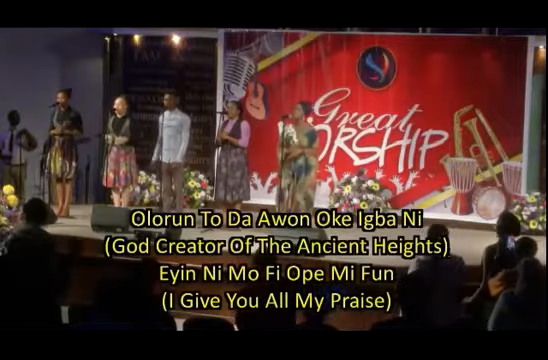 Great
WORSHIP
Olorun To Da Awon Oke Igba Ni
(God Creator Of The Ancient Heights)
Eyin Ni Mo Fi Ope Mi Fun
(I Give You All My Praise)